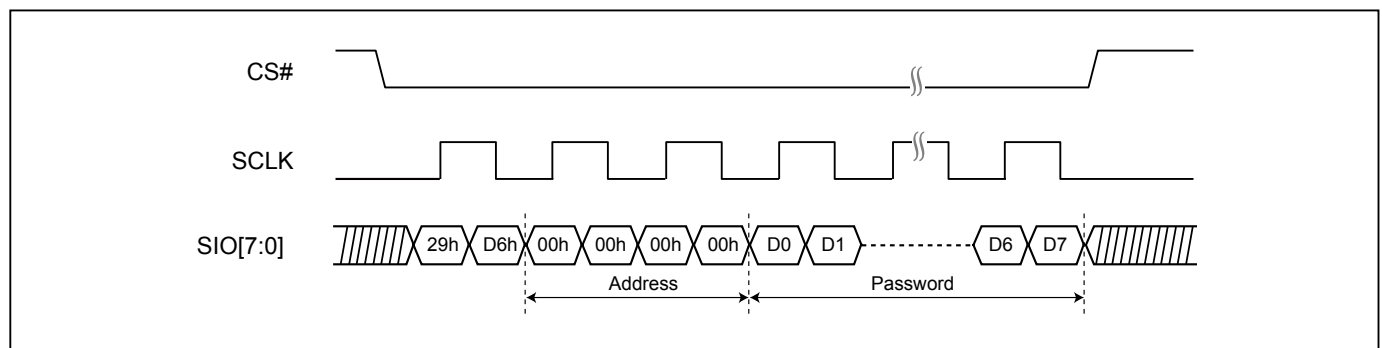 CS#
SCLK
SIO[7:0] 29h D6h 00h 00h 00h 00h D0 D1 D6 D7
Address Password